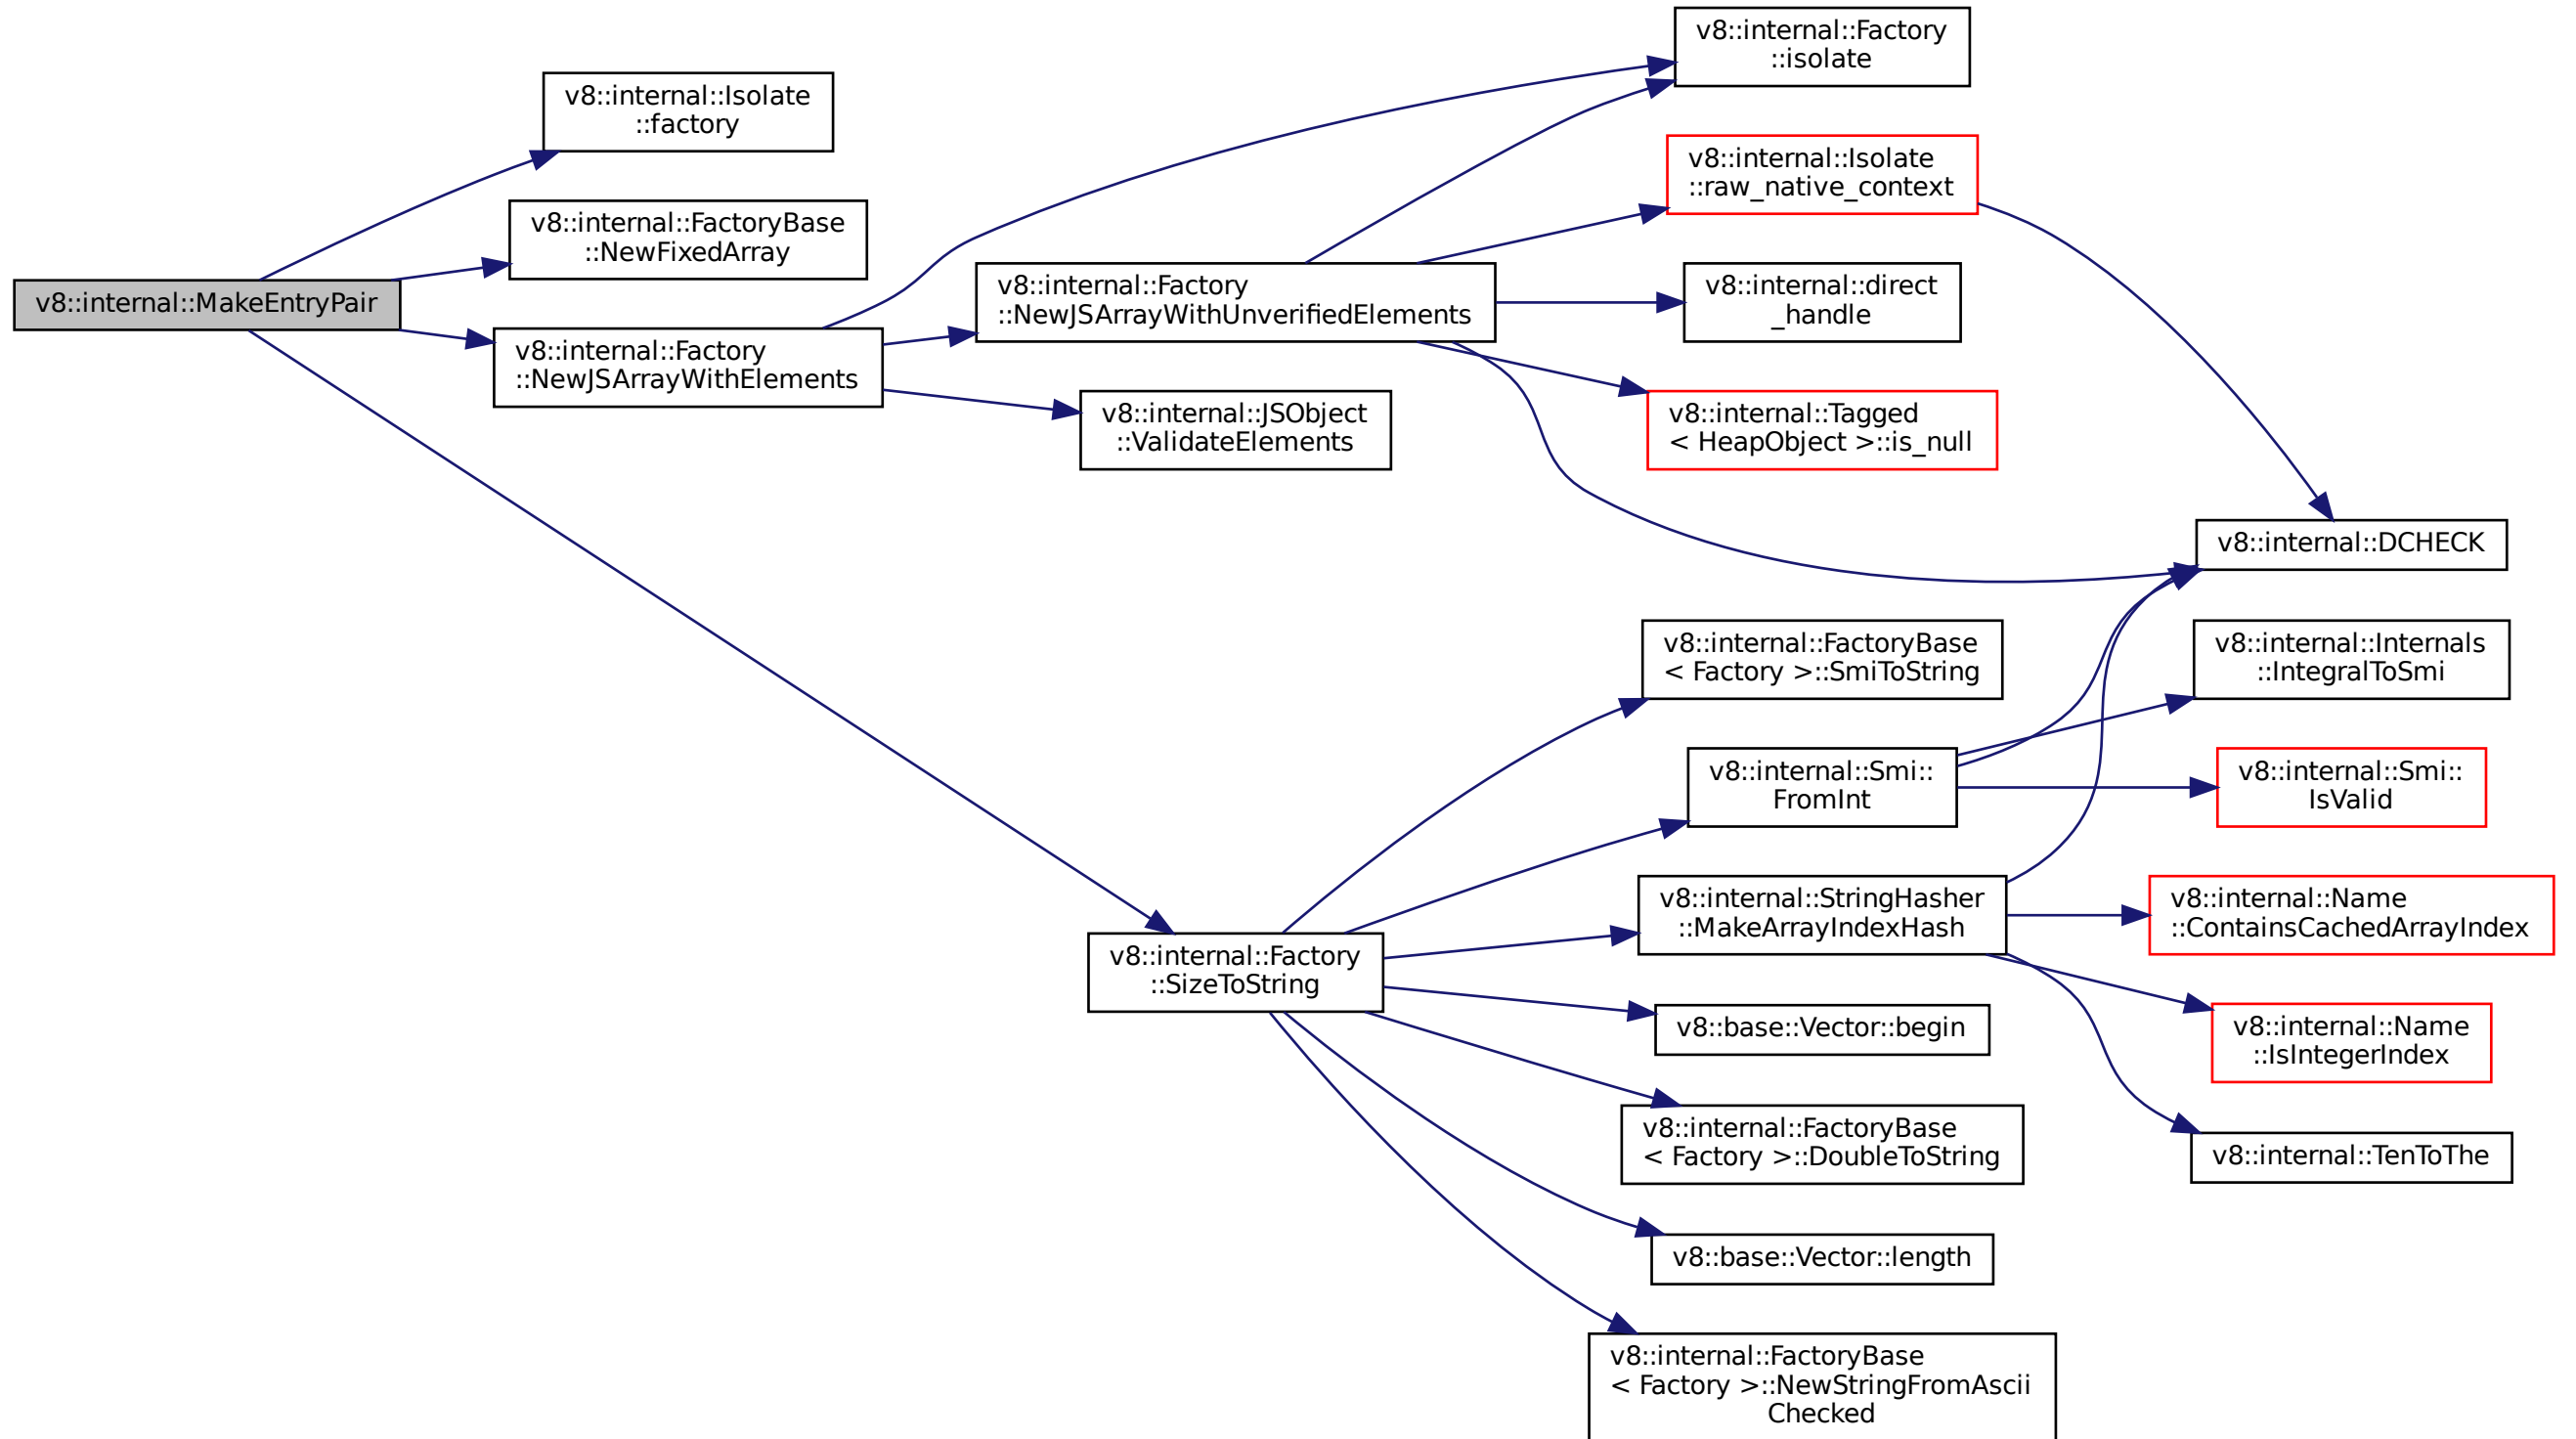 v8::internal::MakeEntryPair
v8::internal::Isolate
::factory
v8::internal::FactoryBase
::NewFixedArray
v8::internal::Factory
::NewJSArrayWithElements
v8::internal::Factory
::NewJSArrayWithUnverifiedElements
v8::internal::JSObject
::ValidateElements
v8::internal::Factory
::SizeToString
v8::internal::Factory
::isolate
v8::internal::Isolate
::raw_native_context
v8::internal::direct
_handle
v8::internal::Tagged
< HeapObject >::is_null
v8::internal::DCHECK
v8::internal::FactoryBase
< Factory >::SmiToString
v8::internal::Internals
::IntegralToSmi
v8::internal::Smi::
FromInt
v8::internal::Smi::
IsValid
v8::internal::StringHasher
::MakeArrayIndexHash
v8::internal::Name
::ContainsCachedArrayIndex
v8::base::Vector::begin
v8::internal::Name
::IsIntegerIndex
v8::internal::FactoryBase
< Factory >::DoubleToString
v8::internal::TenToThe
v8::base::Vector::length
v8::internal::FactoryBase
< Factory >::NewStringFromAscii
Checked